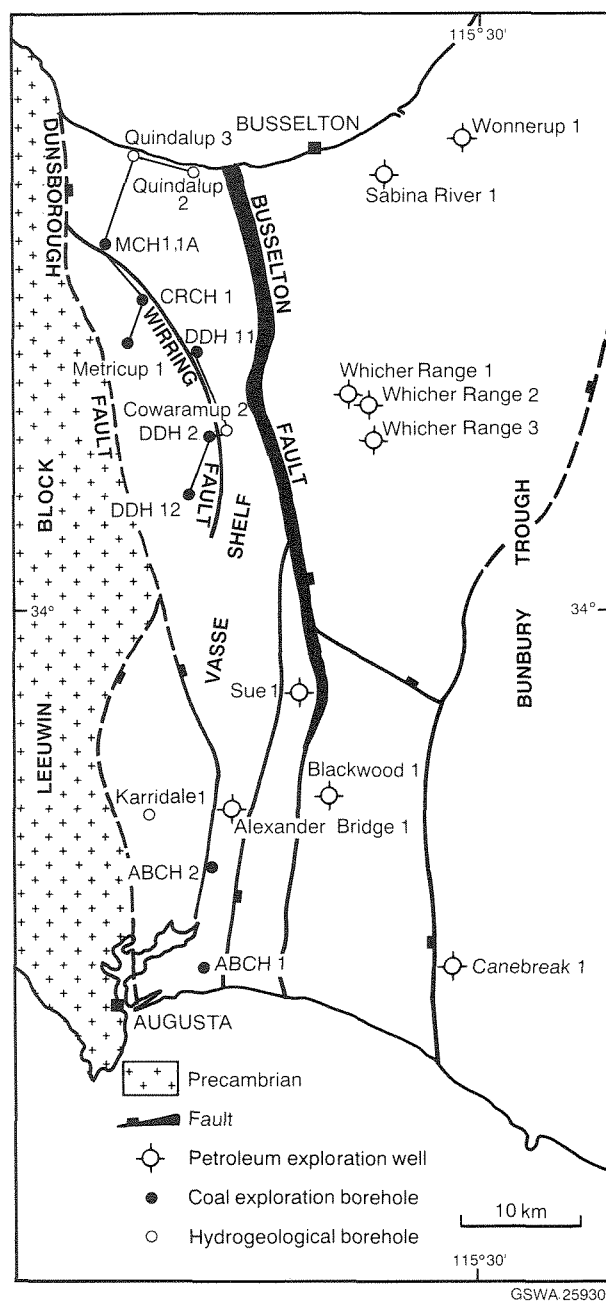 115° 30'
BUSSELTON
Wonnerup 1
Quindalup 3
Quindalup
2
Sabina River 1
DUNSBOROUGH
FAULT
MCH1,1A
BUSSELTON
FAULT
CRCH 1
WIRRING
FAULT
DDH 11
Metricup 1
Whicher Range 1
Whicher Range 2
Whicher Range 3
Cowaramup 2
DDH 2
DDH 12
LEEUWIN BLOCK
VASSE SHELF
BUNBURY TROUGH
34°
34°
Sue 1
Blackwood 1
Karridale 1
Alexander Bridge 1
ABCH 2
ABCH 1
Canebreak 1
AUGUSTA
Precambrian
Fault
Petroleum exploration well
Coal exploration borehole
Hydrogeological borehole
10 km
115°30'
GSWA.25930